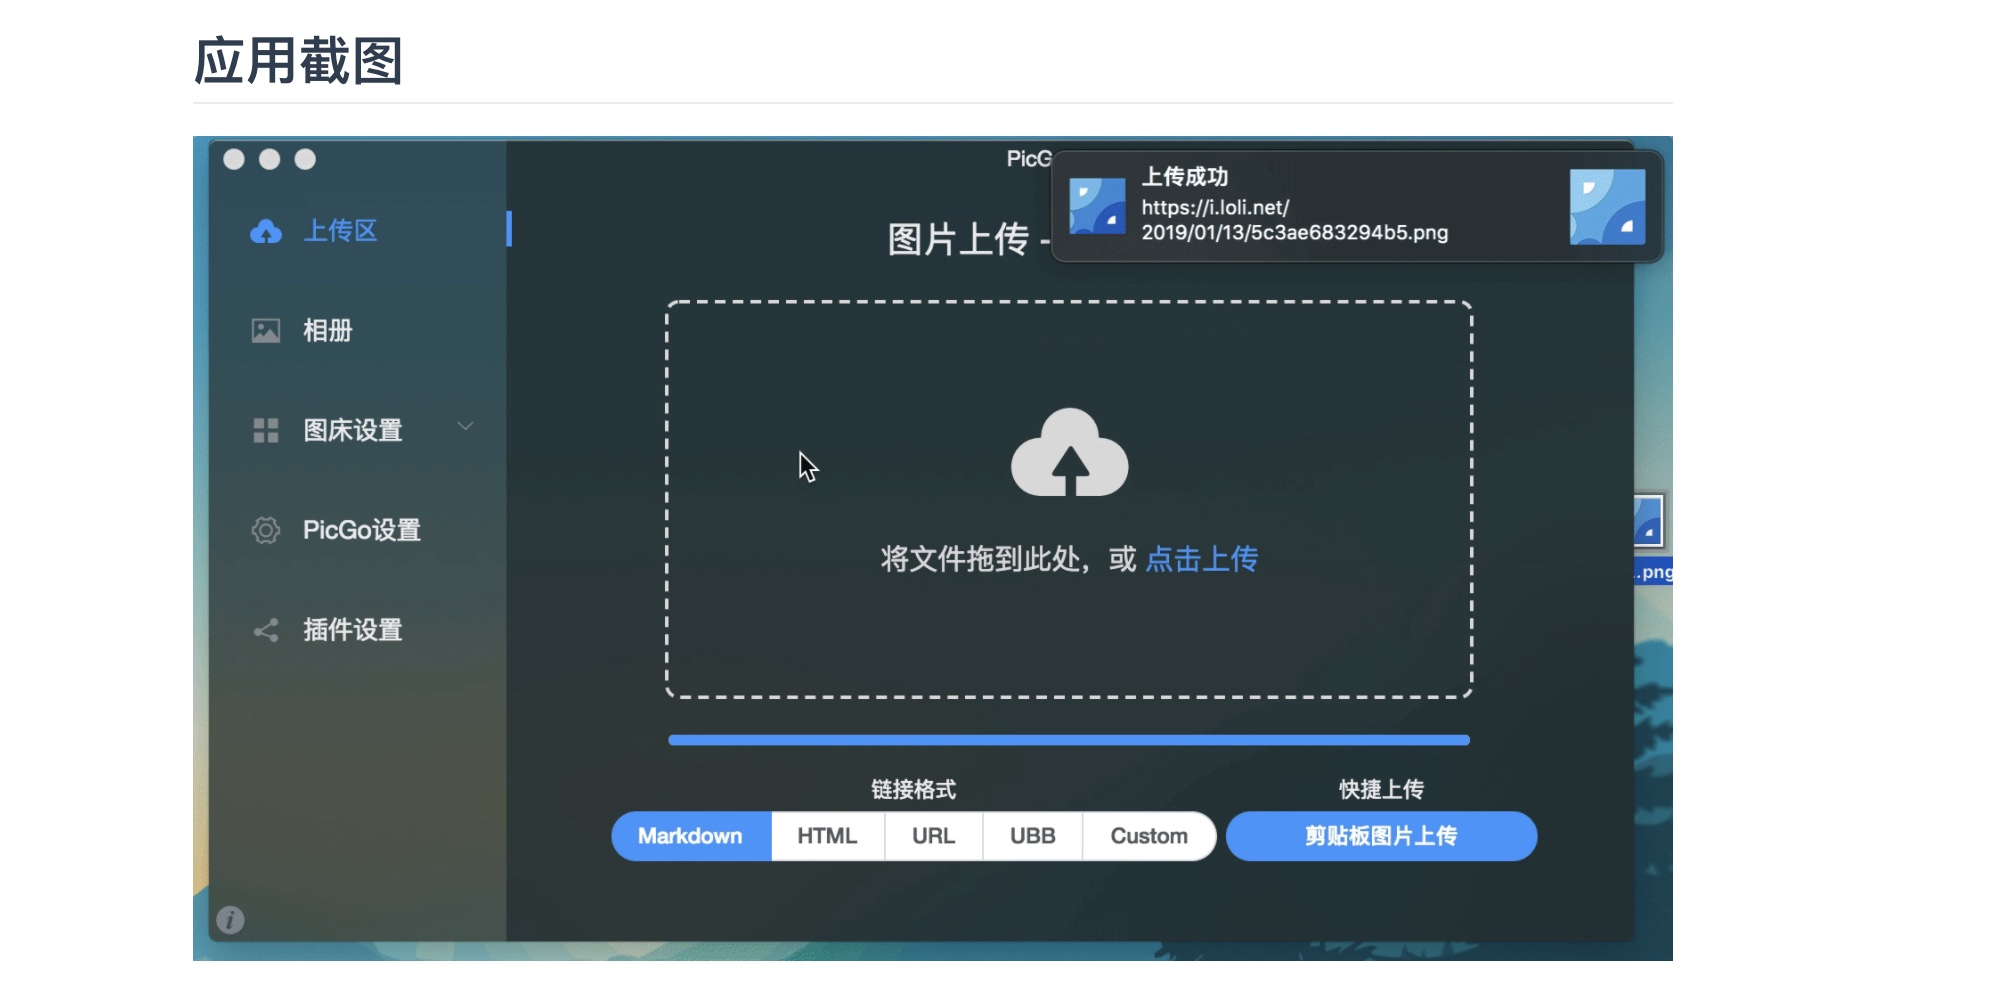 应用截图
PicG
上传成功
https://i.loli.net/
2019/01/13/5c3ae683294b5.png
上传区
相册
图床设置
PicGo设置
插件设置
图片上传 -
将文件拖到此处，或 点击上传
.png
链接格式
快捷上传
Markdown HTML URL UBB Custom
剪贴板图片上传
i